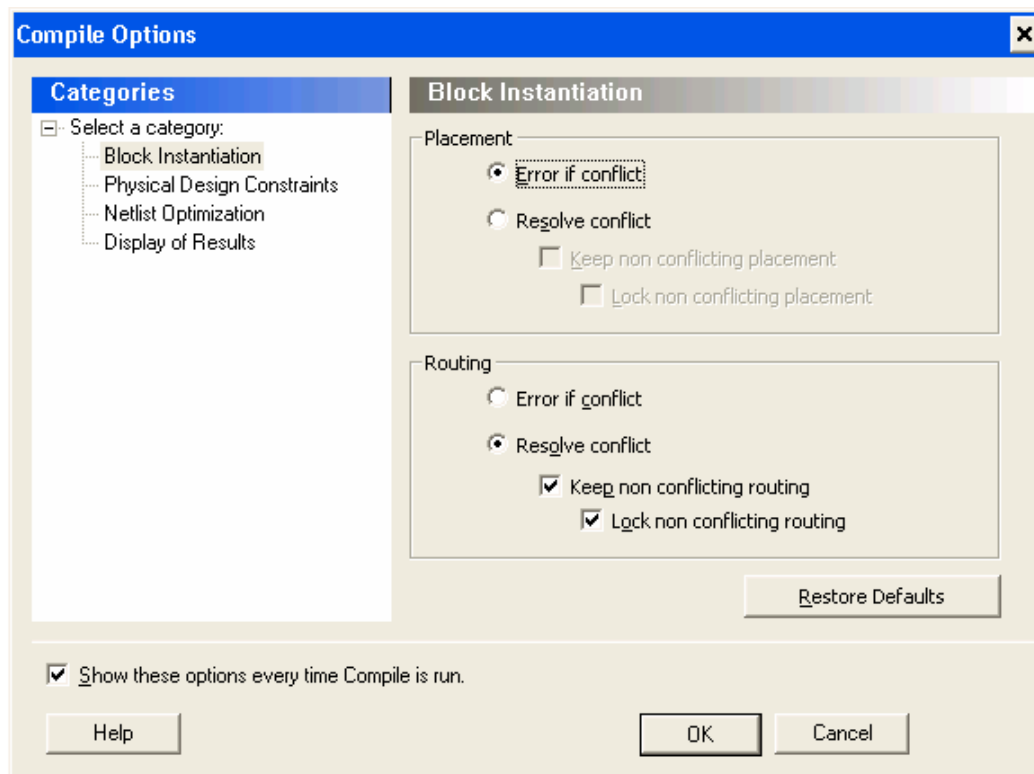 Compile Options
Categories
Select a category:
Block Instantiation
Physical Design Constraints
Netlist Optimization
Display of Results
Block Instantiation
Placement
Error if conflict
Resolve conflict
Keep non conflicting placement
Lock non conflicting placement
Routing
Error if conflict
Resolve conflict
Keep non conflicting routing
Lock non conflicting routing
Restore Defaults
Show these options every time Compile is run.
Help
OK
Cancel